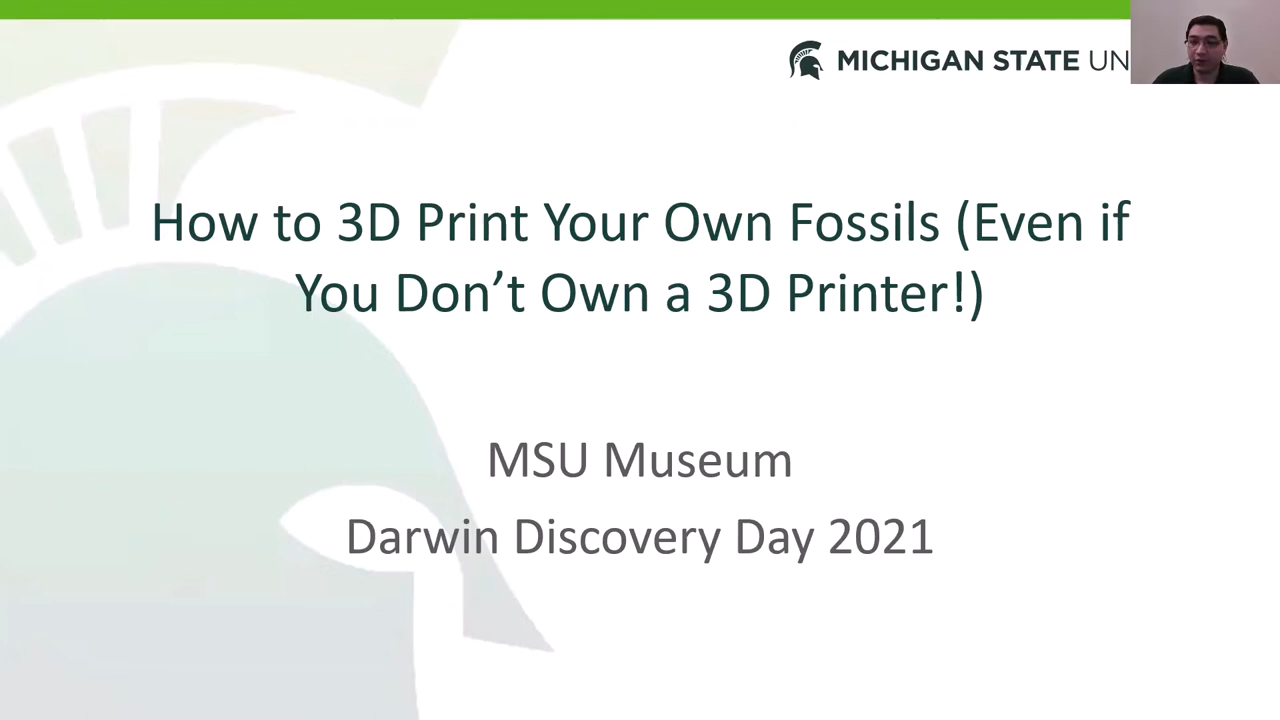 MICHIGAN STATE UN
How to 3D Print Your Own Fossils (Even if
You Don’t Own a 3D Printer!)
MSU Museum
Darwin Discovery Day 2021